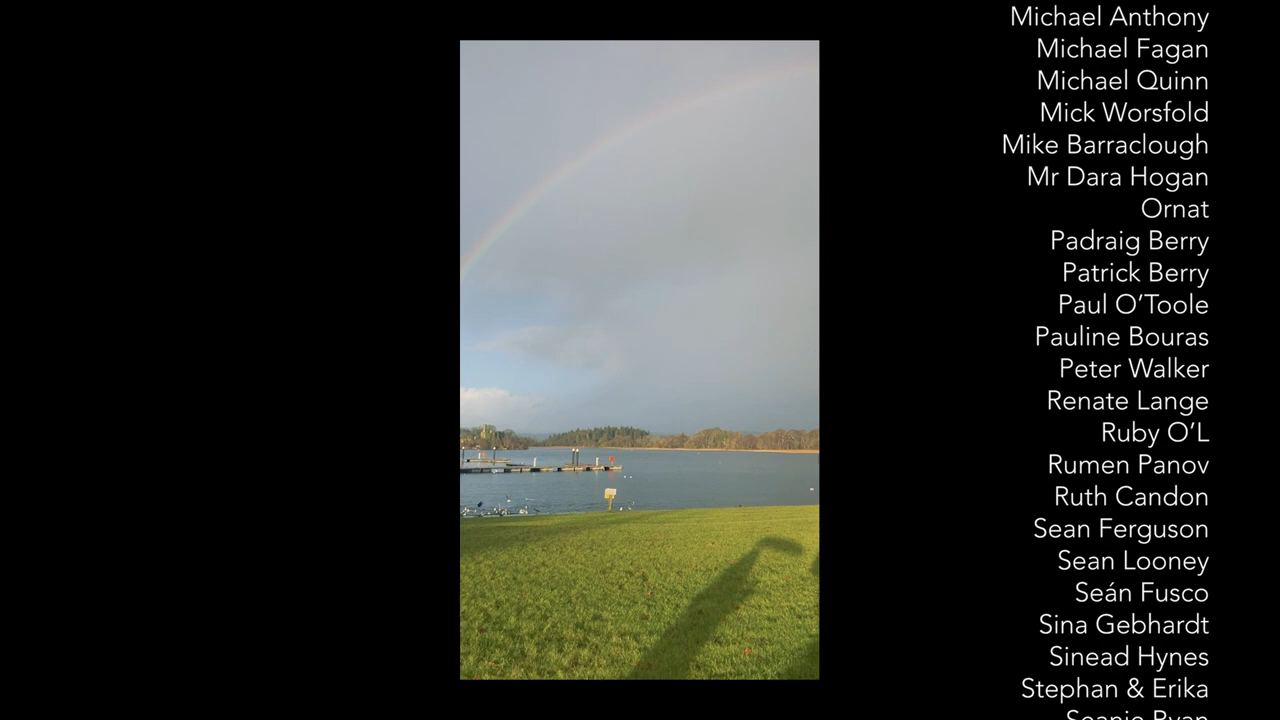 Michael Anthony
Michael Fagan
Michael Quinn
Mick Worsfold
Mike Barraclough
Mr Dara Hogan
Ornat
Padraig Berry
Patrick Berry
Paul O’Toole
Pauline Bouras
Peter Walker
Renate Lange
Ruby O’L
Rumen Panov
Ruth Candon
Sean Ferguson
Sean Looney
Seán Fusco
Sina Gebhardt
Sinead Hynes
Stephan & Erika